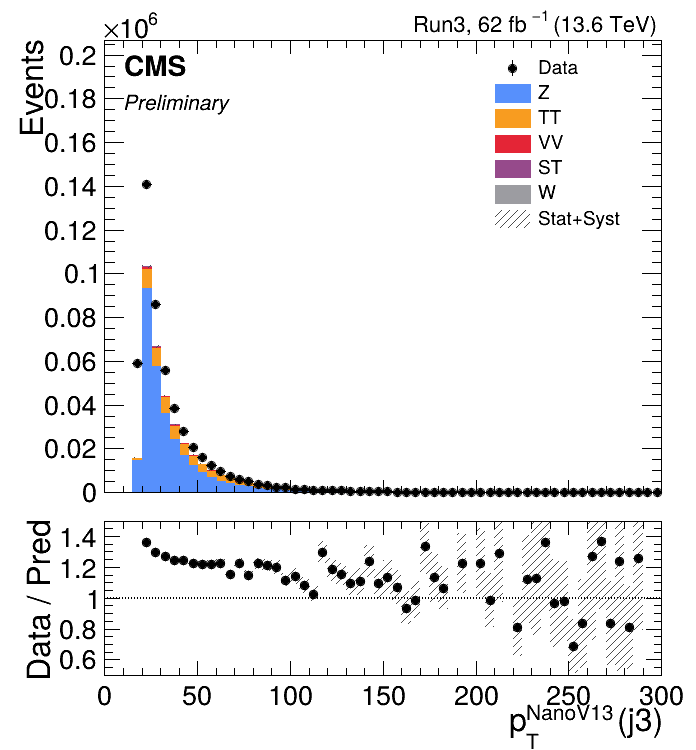 ×10^6
Run3, 62 fb^-1 (13.6 TeV)
CMS
Preliminary
Events
0.2
0.18
0.16
0.14
0.12
0.1
0.08
0.06
0.04
0.02
0
Data
Z
TT
VV
ST
W
Stat+Syst
Data / Pred
1.4
1.2
1
0.8
0.6
0
50
100
150
200
250
300
p_T^NanoV13 (j3)